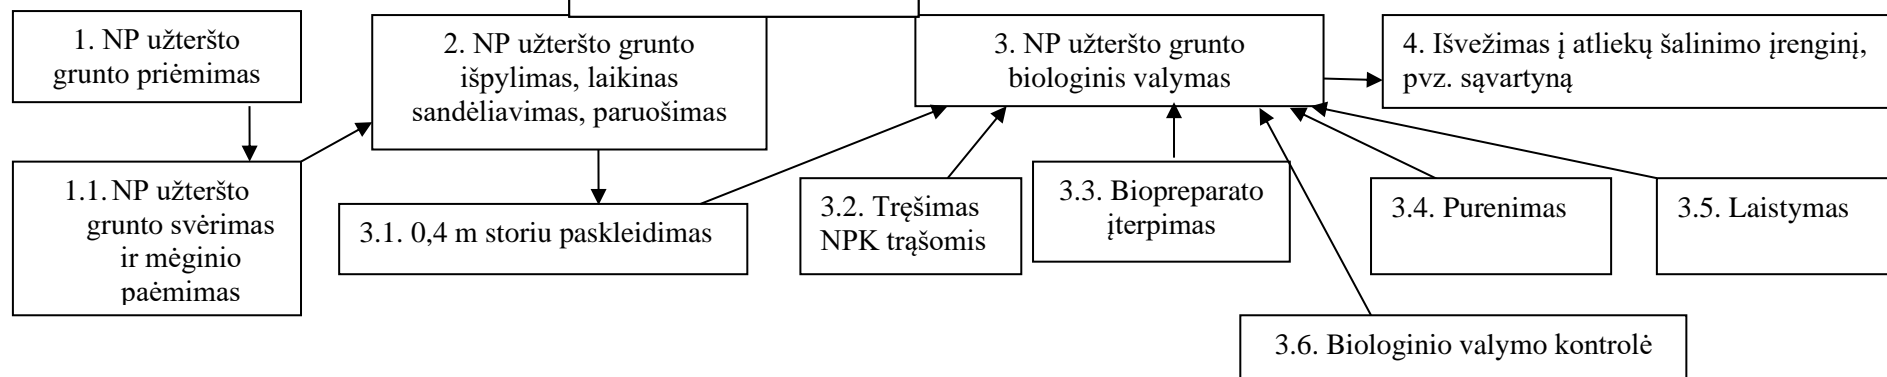 1. NP užteršto
grunto priėmimas
1.1. NP užteršto
grunto svėrimas
ir mėginio
paėmimas
2. NP užteršto grunto
išpylimas, laikinas
sandėliavimas, paruošimas
3. NP užteršto grunto
biologinis valymas
4. Išvežimas į atliekų šalinimo įrenginį,
pvz. sąvartyną
3.1. 0,4 m storiu paskleidimas
3.2. Tręšimas
NPK trąšomis
3.3. Biopreparato
įterpimas
3.4. Purenimas
3.5. Laistymas
3.6. Biologinio valymo kontrolė